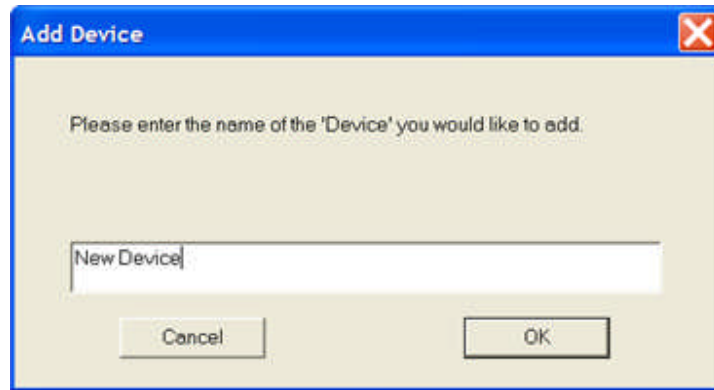 Add Device
Please enter the name of the 'Device' you would like to add.
New Device
Cancel OK